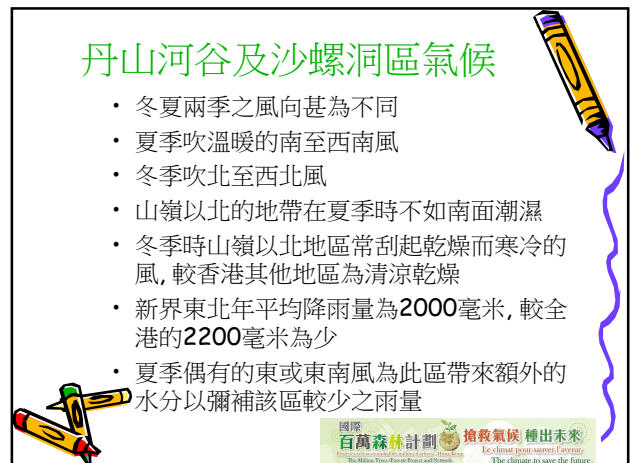 丹山河谷及沙螺洞區氣候
• 冬夏兩季之風向甚為不同
• 夏季吹溫暖的南至西南風
• 冬季吹北至西北風
• 山嶺以北的地帶在夏季時不如南面潮濕
• 冬季時山嶺以北地區常刮起乾燥而寒冷的
風, 較香港其他地區為清涼乾燥
• 新界東北年平均降雨量為2000毫米, 較全
港的2200毫米為少
• 夏季偶有的東或東南風為此區帶來額外的
水分以彌補該區較少之雨量
國際
百萬森林計劃
搶救氣候 種出未來
Le climat pour sauver l'avenir.
The climate to save the future